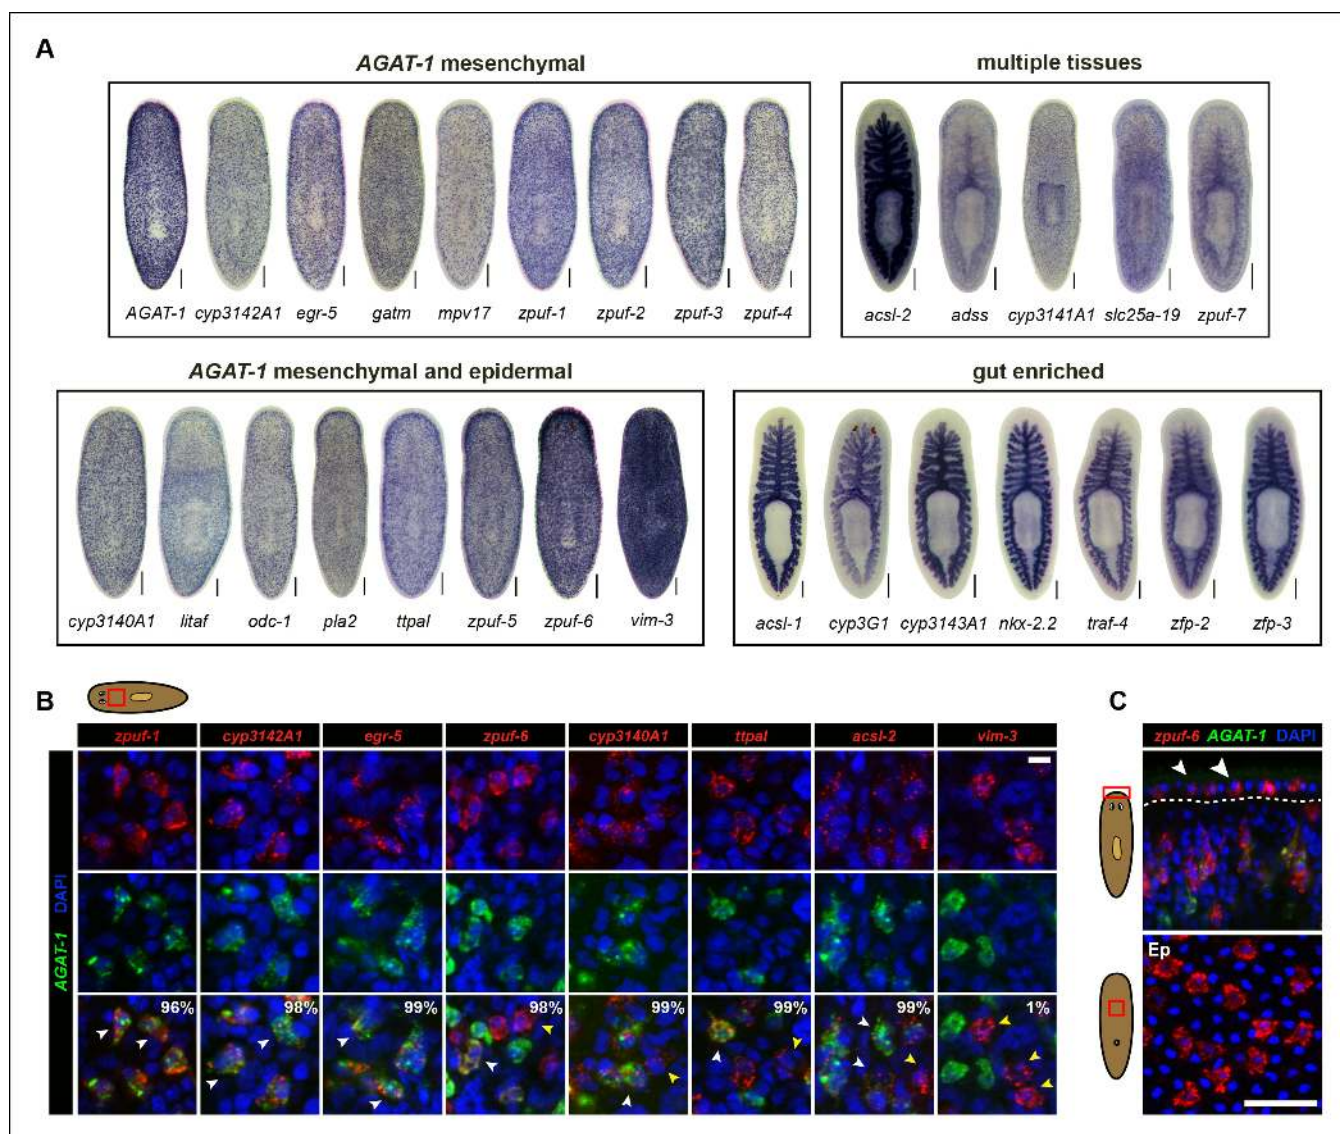 A
AGAT-1 mesenchymal
multiple tissues
AGAT-1 cyp3142A1 egr-5 gatm mpv17 zpuf-1 zpuf-2 zpuf-3 zpuf-4
acsl-2 adss cyp3141A1 slc25a-19 zpuf-7
AGAT-1 mesenchymal and epidermal
gut enriched
cyp3140A1 litaf odc-1 pla2 ttpal zpuf-5 zpuf-6 vim-3
acsl-1 cyp3G1 cyp3143A1 nkx-2.2 traf-4 zfp-2 zfp-3
B
zpuf-1 cyp3142A1 egr-5 zpuf-6 cyp3140A1 ttpal acsl-2 vim-3
AGAT-1 DAPI
96% 98% 99% 98% 99% 99% 99% 1%
C
zpuf-6 AGAT-1 DAPI
Ep